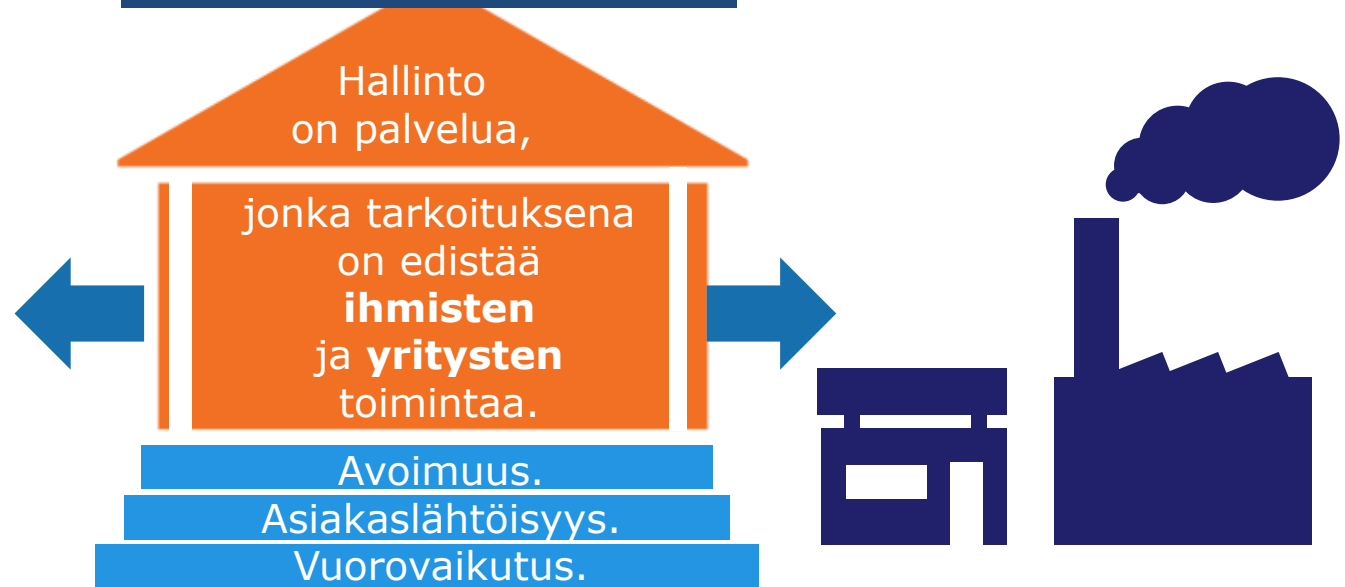 Hallinto
on palvelua,
jonka tarkoituksena
on edistää
ihmisten
ja yritysten
toimintaa.
Avoimuus.
Asiakaslähtöisyys.
Vuorovaikutus.